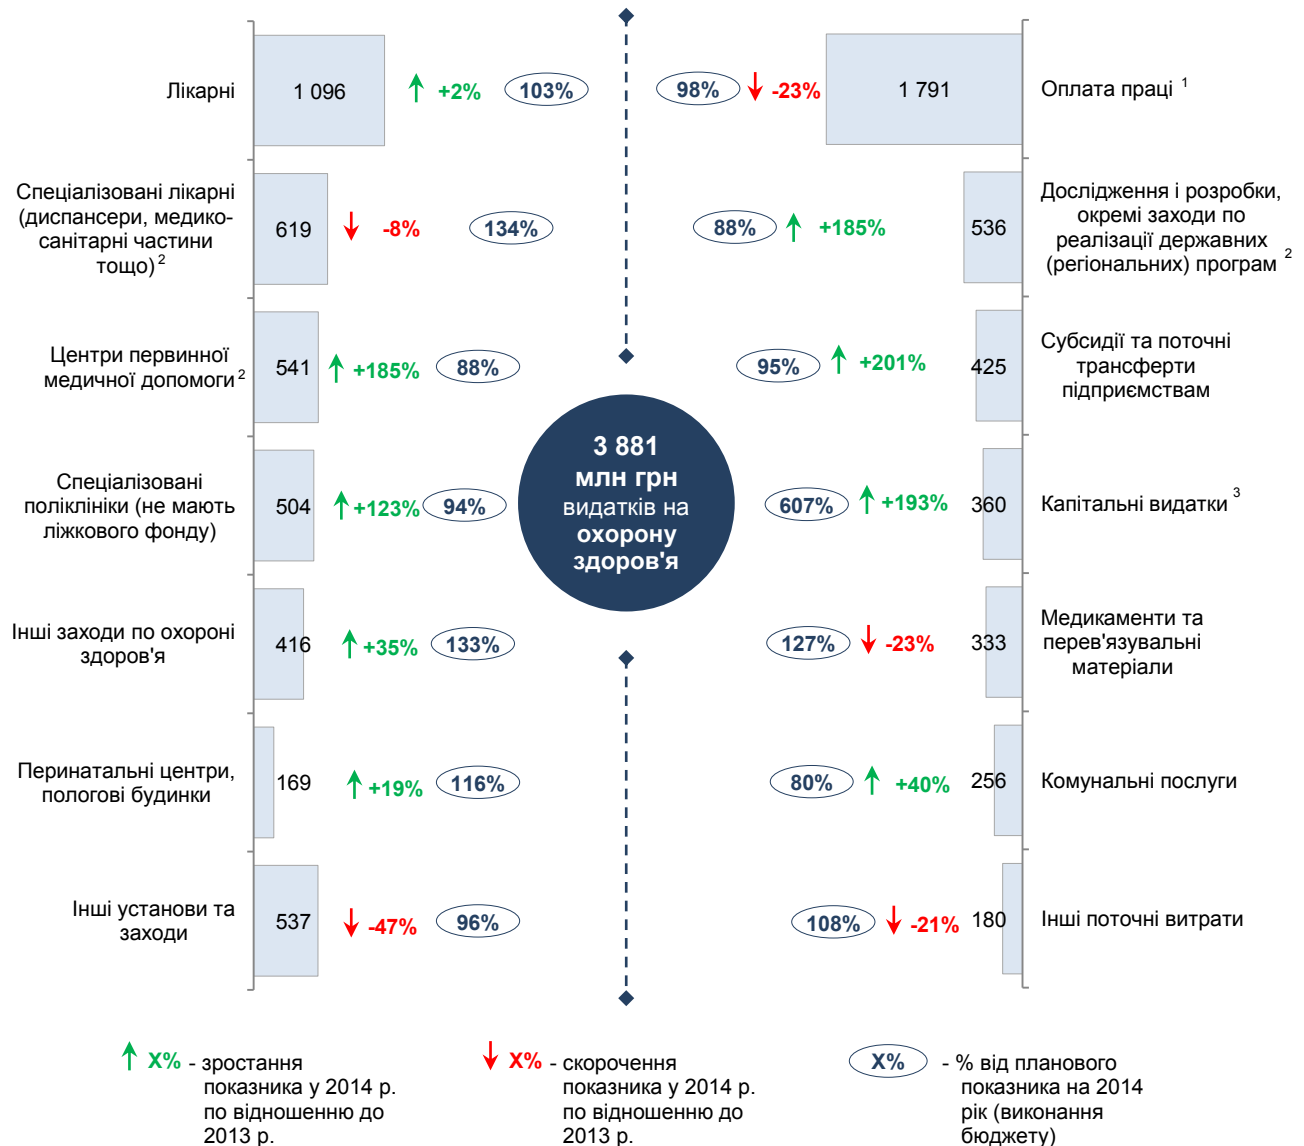 Лікарні
1 096
+2%
103%
98%
-23%
1 791
Оплата праці 1
Спеціалізовані лікарні
(диспансери, медико-
санітарні частини
тощо) 2
619
-8%
134%
88%
+185%
536
Дослідження і розробки,
окремі заходи по
реалізації державних
(регіональних) програм 2
Центри первинної
медичної допомоги 2
541
+185%
88%
95%
+201%
425
Субсидії та поточні
трансферти
підприємствам
3 881
млн грн
видатків на
охорону
здоров'я
Спеціалізовані
поліклініки (не мають
ліжкового фонду)
504
+123%
94%
607%
+193%
360
Капітальні видатки 3
Інші заходи по охороні
здоров'я
416
+35%
133%
127%
-23%
333
Медикаменти та
перев'язувальні
матеріали
Перинатальні центри,
пологові будинки
169
+19%
116%
80%
+40%
256
Комунальні послуги
Інші установи та
заходи
537
-47%
96%
108%
-21%
180
Інші поточні витрати
X% - зростання
показника у 2014 р.
по відношенню до
2013 р.
X% - скорочення
показника у 2014 р.
по відношенню до
2013 р.
X% - % від планового
показника на 2014
рік (виконання
бюджету)